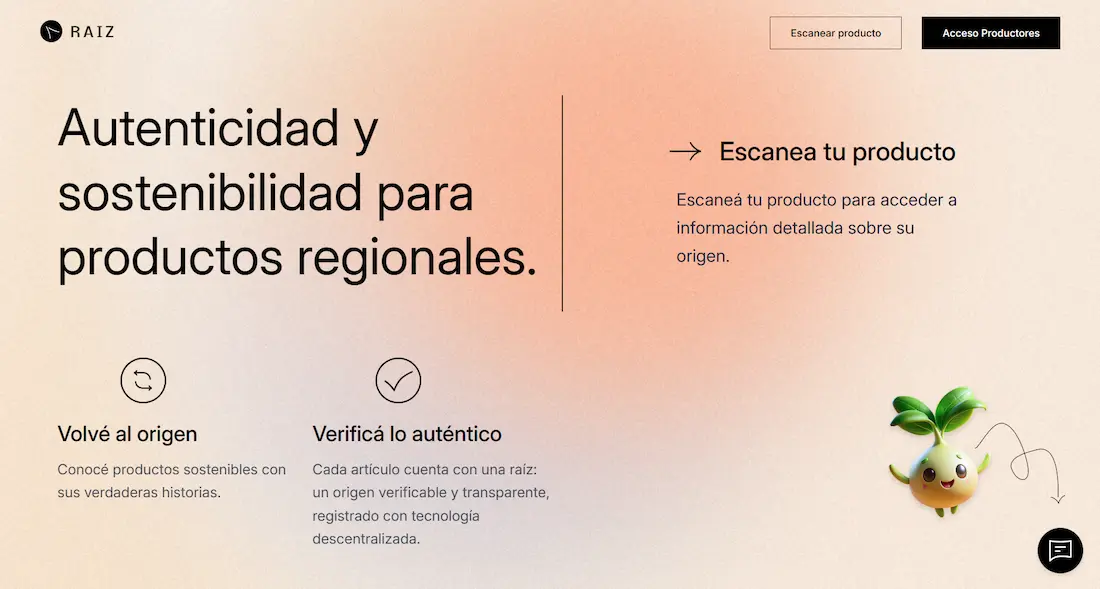 RAIZ
Escanear producto
Acceso Productores
Autenticidad y
sostenibilidad para
productos regionales.
Escanea tu producto
Escaneá tu producto para acceder a
información detallada sobre su
origen.
Volvé al origen
Conocé productos sostenibles con
sus verdaderas historias.
Verificá lo auténtico
Cada artículo cuenta con una raíz:
un origen verificable y transparente,
registrado con tecnología
descentralizada.